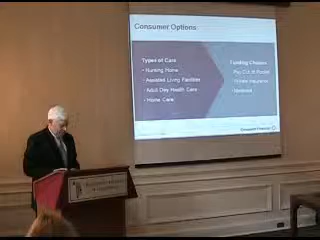 Consumer Options
Types of Care
• Nursing Home
• Assisted Living Facilities
• Adult Day Health Care
• Home Care
Funding Choices
• Pay Out of Pocket
• Private Insurance
• Medicaid